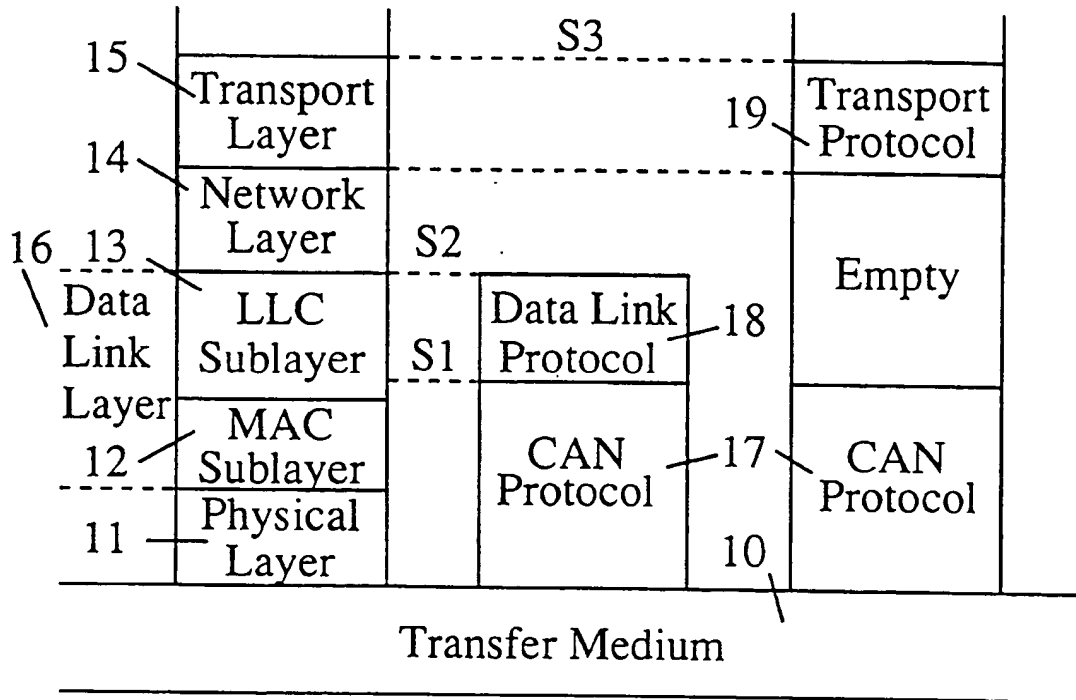 S3
15
Transport
Layer
19
Transport
Protocol
14
Network
Layer
16
13
S2
Empty
Data
Link
Layer
LLC
Sublayer
S1
Data Link
Protocol
18
12
MAC
Sublayer
CAN
Protocol
17
CAN
Protocol
11
Physical
Layer
10
Transfer Medium